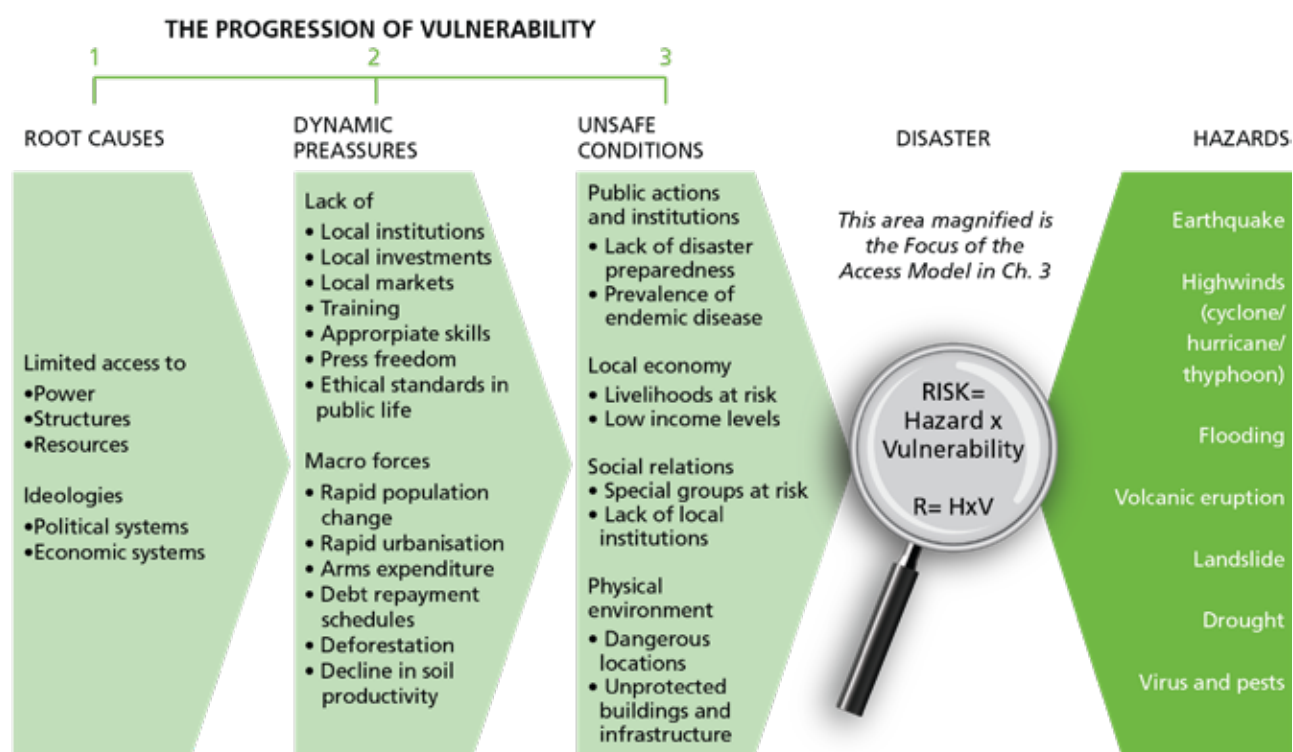 THE PROGRESSION OF VULNERABILITY
1
2
3
ROOT CAUSES
Limited access to
•Power
•Structures
•Resources
Ideologies
•Political systems
•Economic systems
DYNAMIC
PREASSURES
Lack of
• Local institutions
• Local investments
• Local markets
• Training
• Approrpiate skills
• Press freedom
• Ethical standards in
public life
Macro forces
• Rapid population
change
• Rapid urbanisation
• Arms expenditure
• Debt repayment
schedules
• Deforestation
• Decline in soil
productivity
UNSAFE
CONDITIONS
Public actions
and institutions
• Lack of disaster
preparedness
• Prevalence of
endemic disease
Local economy
• Livelihoods at risk
• Low income levels
Social relations
• Special groups at risk
• Lack of local
institutions
Physical
environment
• Dangerous
locations
• Unprotected
buildings and
infrastructure
DISASTER
This area magnified is
the Focus of the
Access Model in Ch. 3
RISK=
Hazard x
Vulnerability
R= HxV
HAZARDS
Earthquake
Highwinds
(cyclone/
hurricane/
thyphoon)
Flooding
Volcanic eruption
Landslide
Drought
Virus and pests